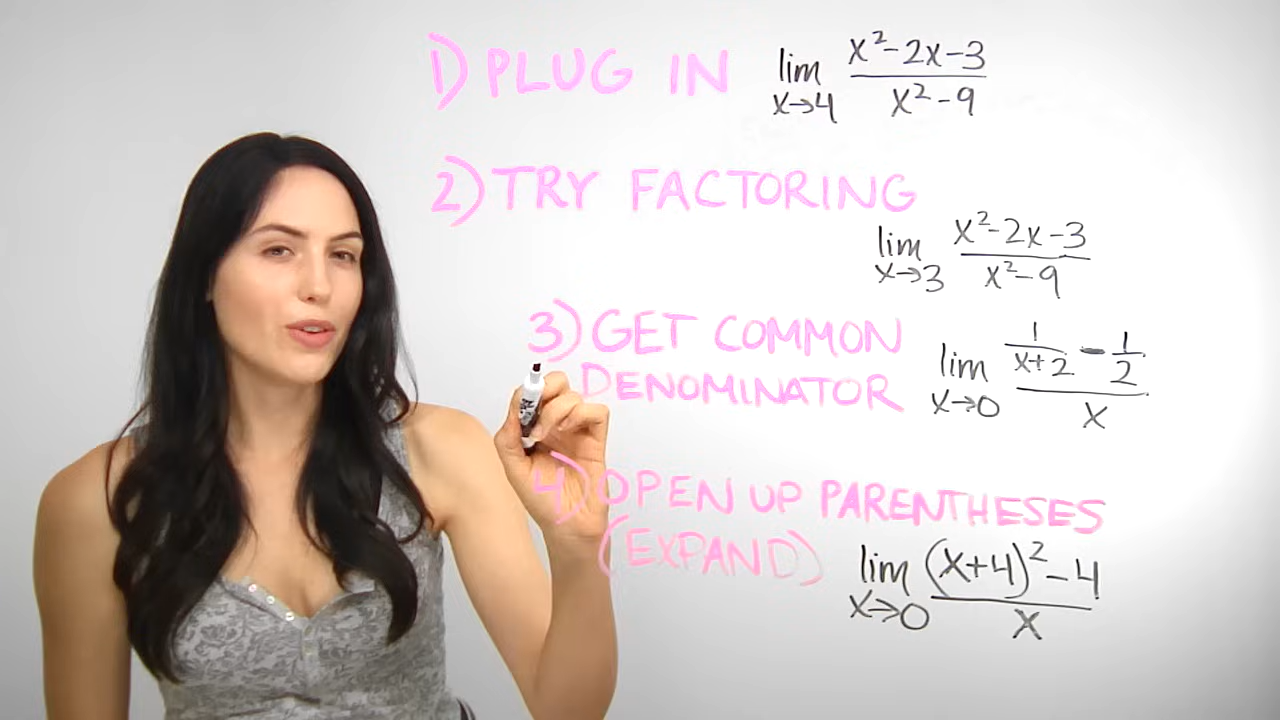 1) PLUG IN lim x→4 x²-2x-3 / x²-9
2) TRY FACTORING
lim x→3 x²-2x-3 / x²-9
3) GET COMMON
DENOMINATOR lim x→0 (1/(x+2) - 1/2) / x
4) OPEN UP PARENTHESES
(EXPAND) lim x→0 (x+4)²-4 / x